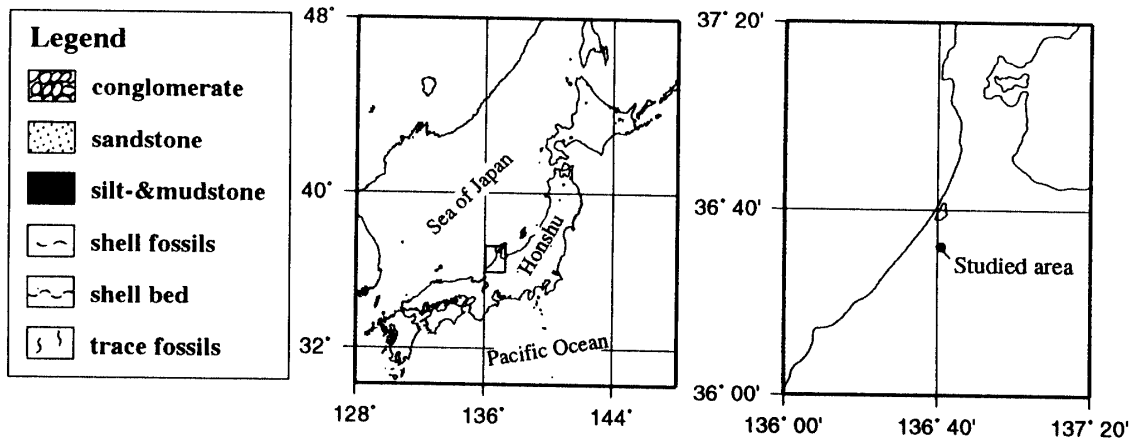 Legend
conglomerate
sandstone
silt-&mudstone
shell fossils
shell bed
trace fossils
48°
40°
32°
128°
136°
144°
Sea of Japan
Honshu
Pacific Ocean
37° 20'
36° 40'
36° 00'
136° 00'
136° 40'
137° 20'
Studied area